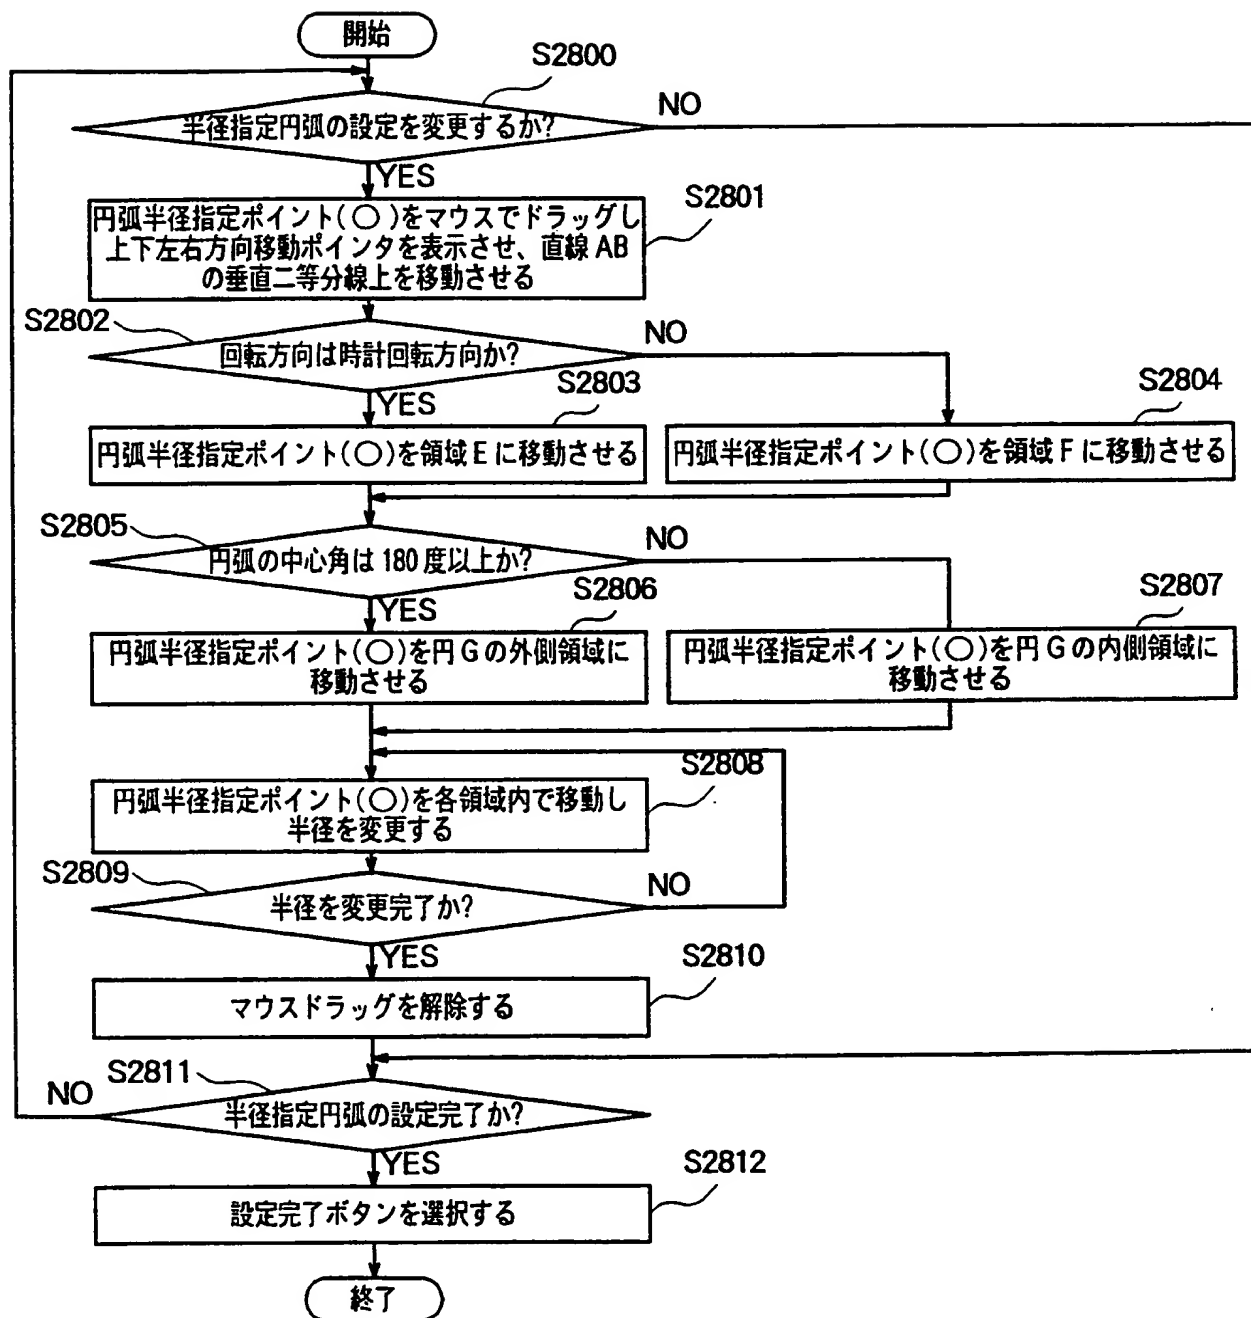 開始
S2800
半径指定円弧の設定を変更するか?
NO
YES
S2801
円弧半径指定ポイント(○)をマウスでドラッグし
上下左右方向移動ポインタを表示させ、直線AB
の垂直二等分線上を移動させる
S2802
回転方向は時計回転方向か?
NO
YES
S2803
円弧半径指定ポイント(○)を領域Eに移動させる
S2804
円弧半径指定ポイント(○)を領域Fに移動させる
S2805
円弧の中心角は180度以上か?
NO
YES
S2806
円弧半径指定ポイント(○)を円Gの外側領域に
移動させる
S2807
円弧半径指定ポイント(○)を円Gの内側領域に
移動させる
S2808
円弧半径指定ポイント(○)を各領域内で移動し
半径を変更する
S2809
半径を変更完了か?
NO
YES
S2810
マウスドラッグを解除する
S2811
半径指定円弧の設定完了か?
NO
YES
S2812
設定完了ボタンを選択する
終了